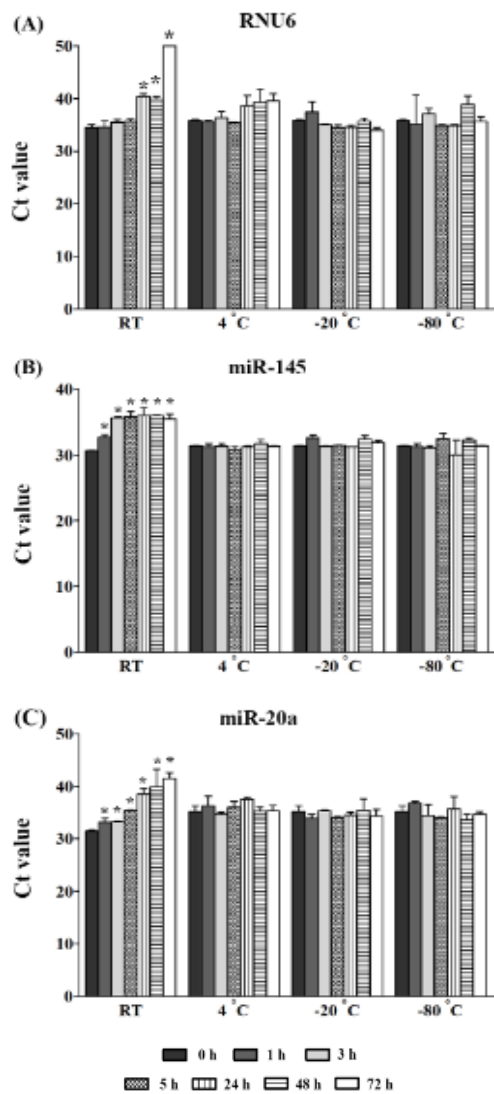 (A) RNU6
50
*
* *
40
30
20
10
0
Ct value
RT 4 °C -20 °C -80 °C
(B) miR-145
40
* * * * * *
30
20
10
0
Ct value
RT 4 °C -20 °C -80 °C
(C) miR-20a
50
* * * * * *
40
30
20
10
0
Ct value
RT 4 °C -20 °C -80 °C
0 h 1 h 3 h
5 h 24 h 48 h 72 h